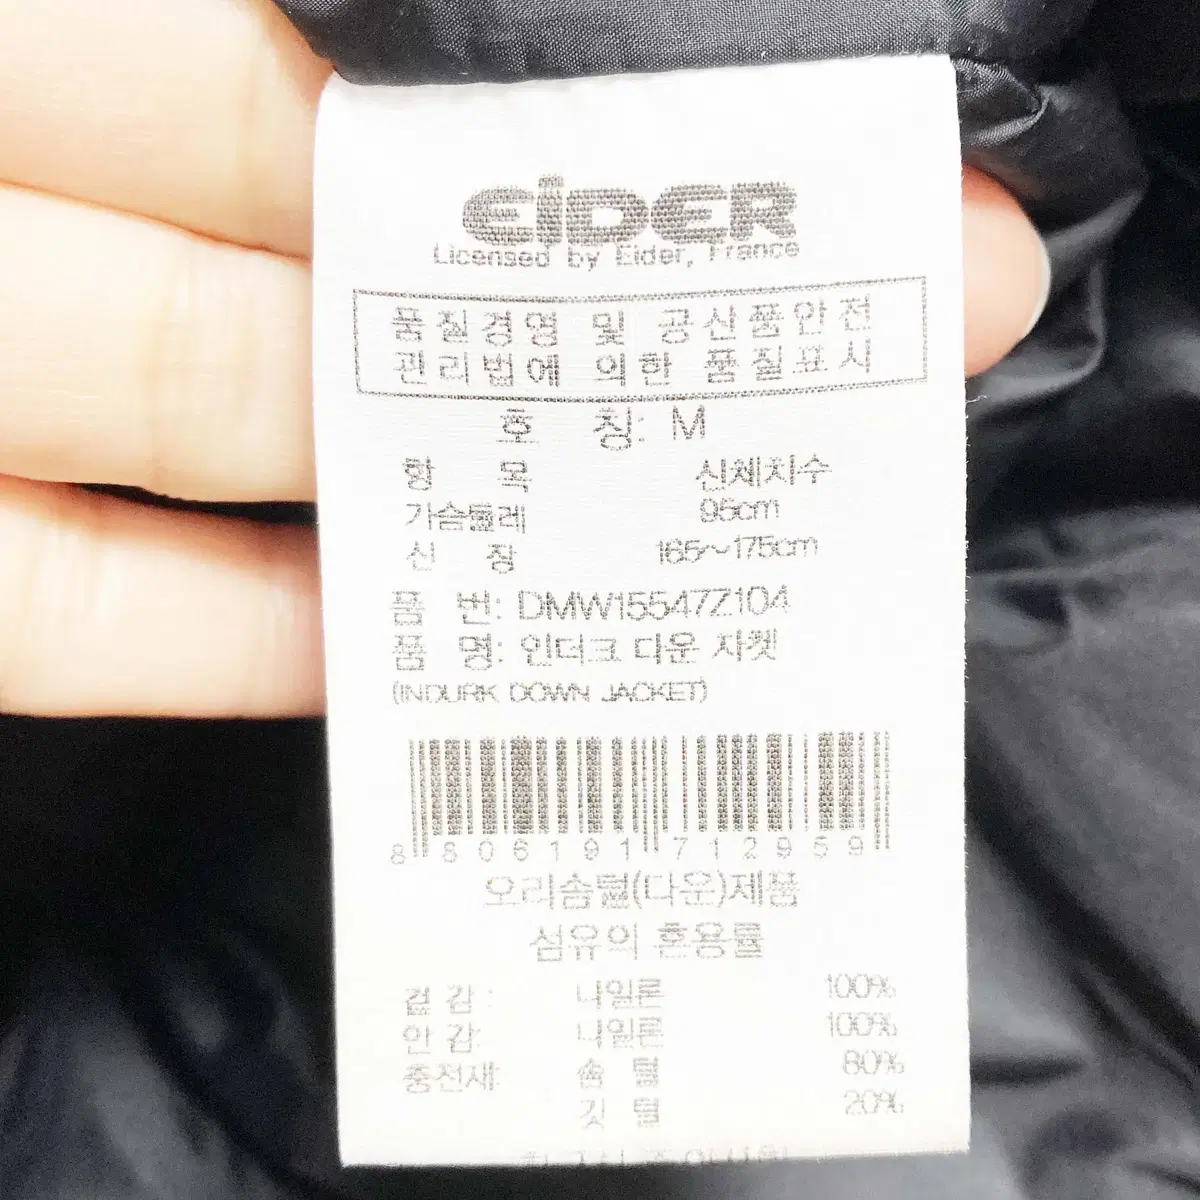 EiDER
Licensed by Eider, France
품질경영 및 공산품안전
관리법에 의한 품질표시
호 칭: M
항 목 신체치수
가슴둘레 95cm
신 장 165~175cm
품 번: DMW15547Z104
품 명: 인더크 다운 자켓
(INDURK DOWN JACKET)
8 806191 712959
오리솜털(다운)제품
섬유의 혼용률
겉 감: 나일론 100%
안 감: 나일론 100%
충전재: 솜 털 80%
깃 털 20%